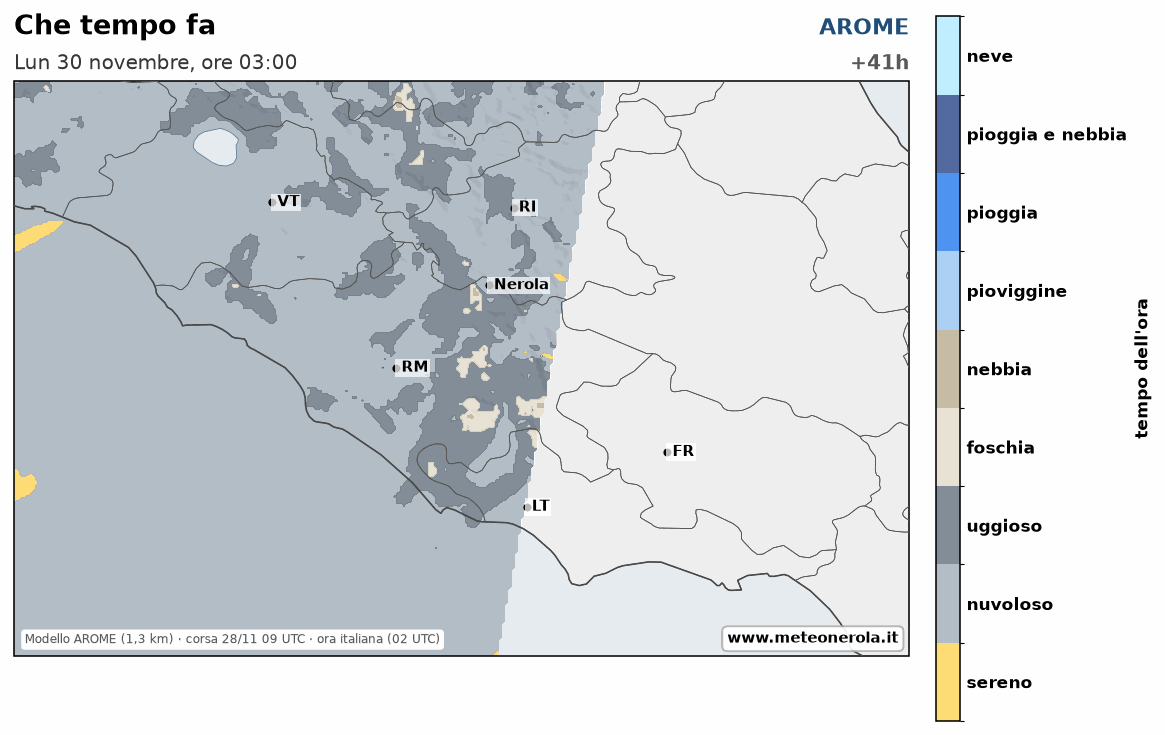 Che tempo fa
AROME
Lun 30 novembre, ore 03:00
+41h
VT
RI
Nerola
RM
FR
LT
Modello AROME (1,3 km) · corsa 28/11 09 UTC · ora italiana (02 UTC)
www.meteonerola.it
neve
pioggia e nebbia
pioggia
pioviggine
nebbia
foschia
uggioso
nuvoloso
sereno
tempo dell'ora